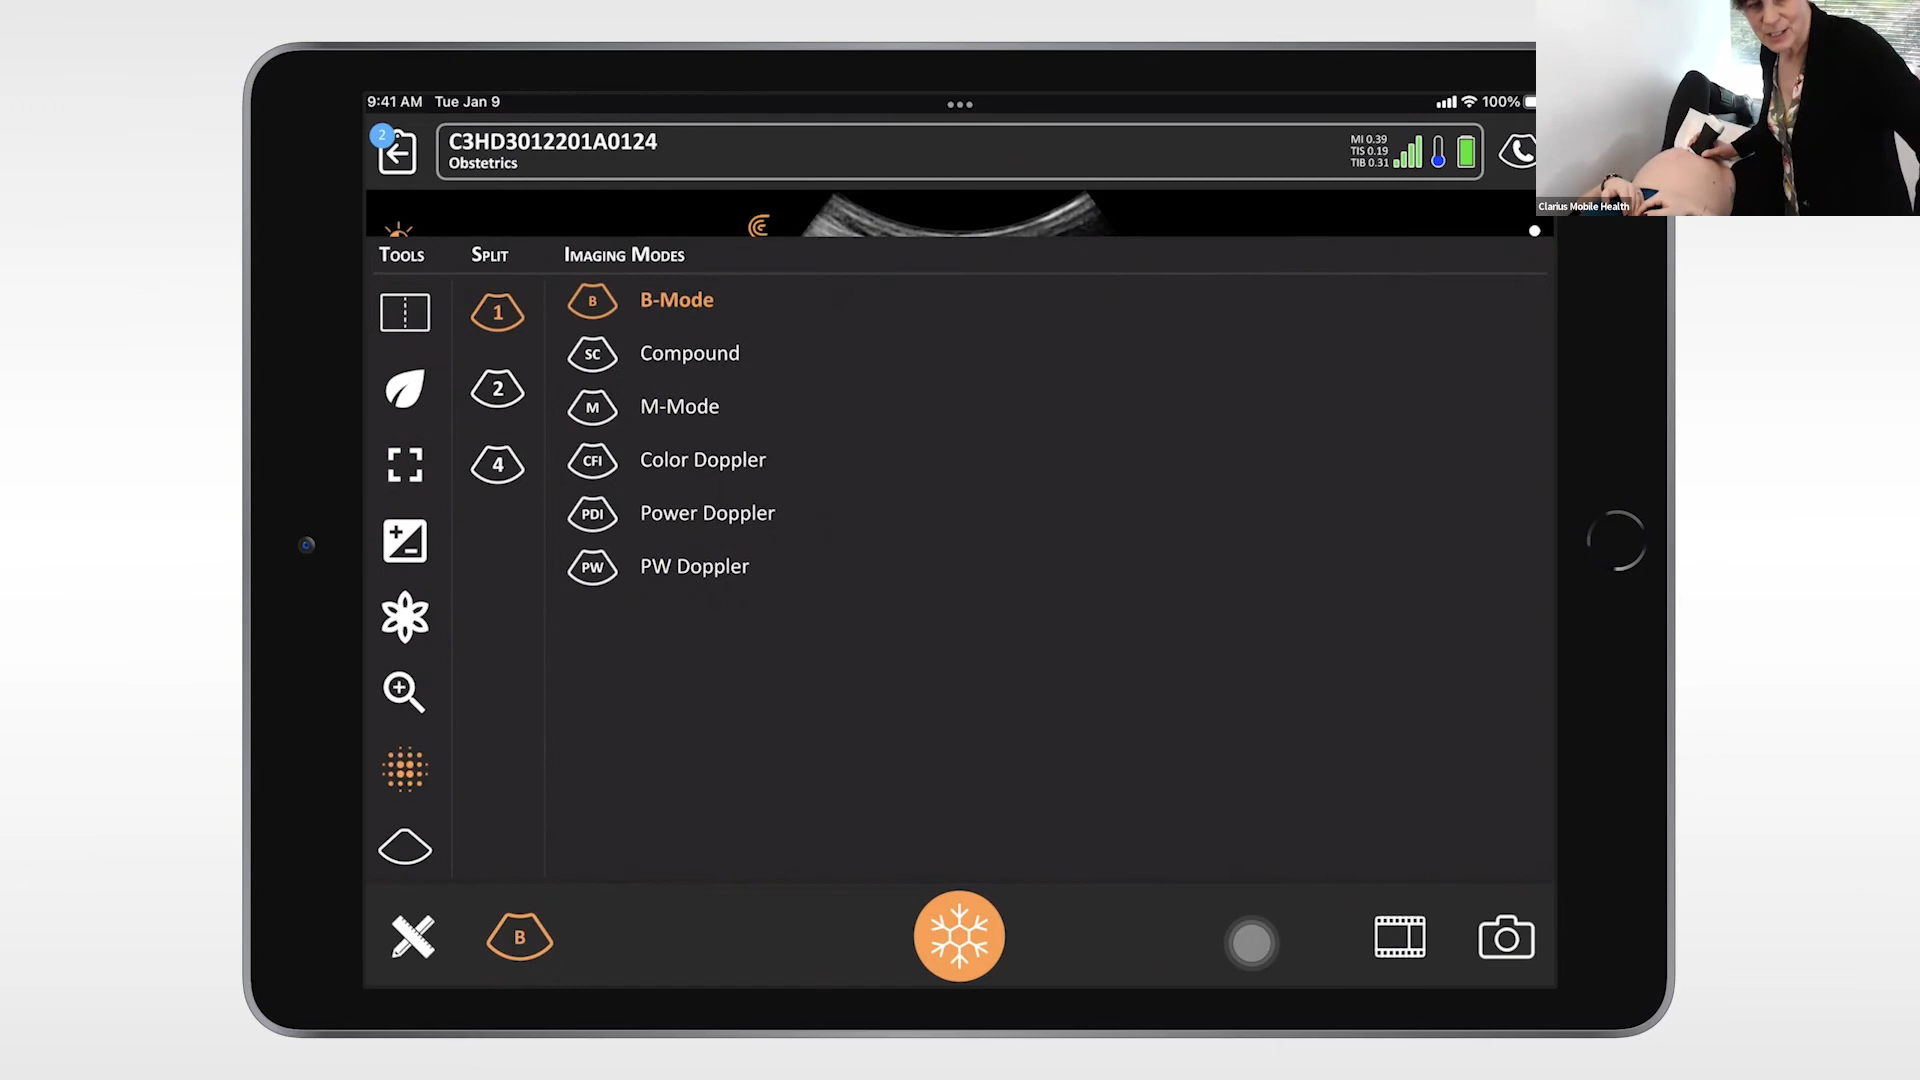 9:41 AM Tue Jan 9
100%
2
C3HD3012201A0124
Obstetrics
MI 0.39
TIS 0.19
TIB 0.31
Clarius Mobile Health
Tools Split Imaging Modes
1
2
4
B B-Mode
SC Compound
M M-Mode
CFI Color Doppler
PDI Power Doppler
PW PW Doppler
B